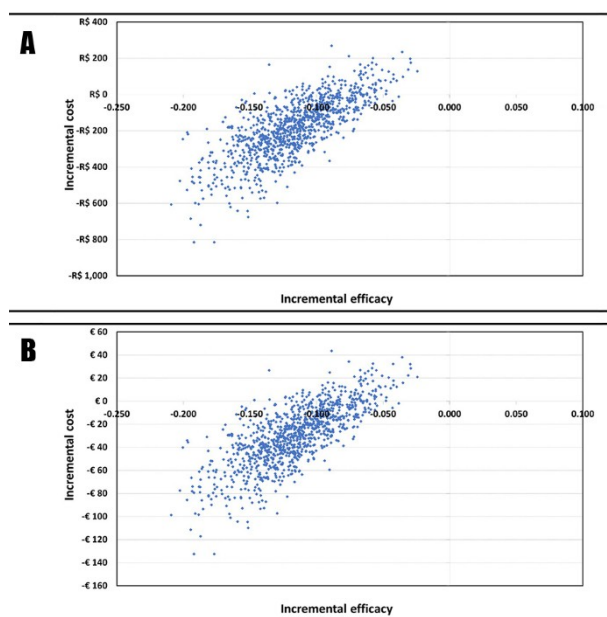 A
R$ 400
R$ 200
R$ 0
-0.250 -0.200 -0.150 -0.100 -0.050 0.000 0.050 0.100
-R$ 200
-R$ 400
-R$ 600
-R$ 800
-R$ 1,000
Incremental cost
Incremental efficacy
B
€ 60
€ 40
€ 20
€ 0
-0.250 -0.200 -0.150 -0.100 -0.050 0.000 0.050 0.100
-€ 20
-€ 40
-€ 60
-€ 80
-€ 100
-€ 120
-€ 140
-€ 160
Incremental cost
Incremental efficacy